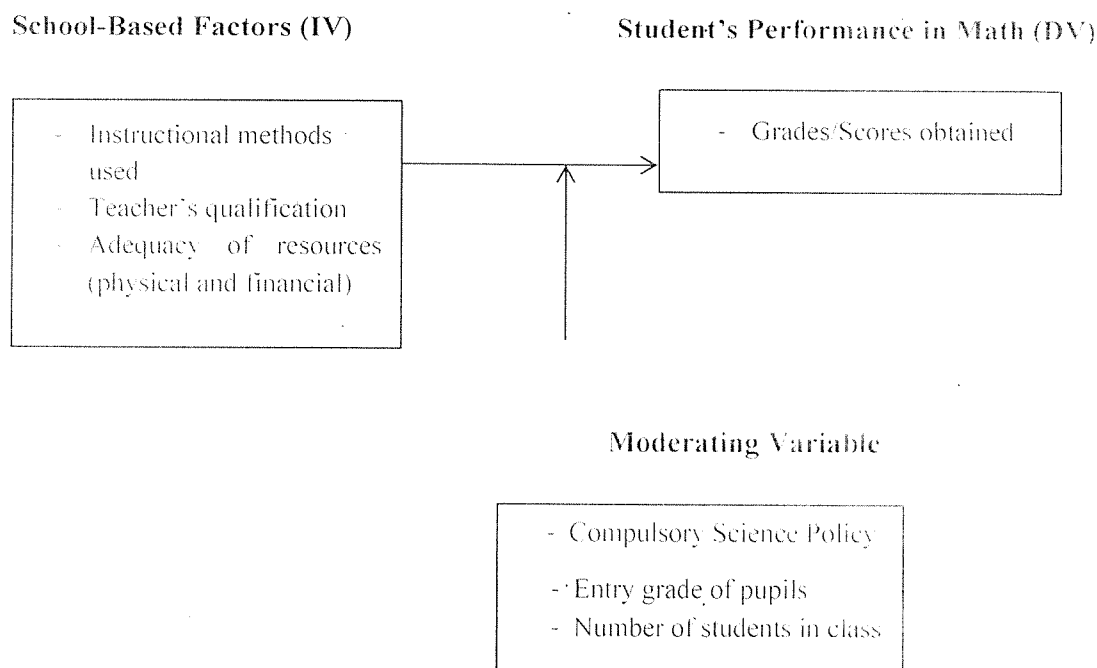 School-Based Factors (IV)
Student's Performance in Math (DV)
- Instructional methods
used
- Teacher's qualification
- Adequacy of resources
(physical and financial)
- Grades/Scores obtained
Moderating Variable
- Compulsory Science Policy
- Entry grade of pupils
- Number of students in class